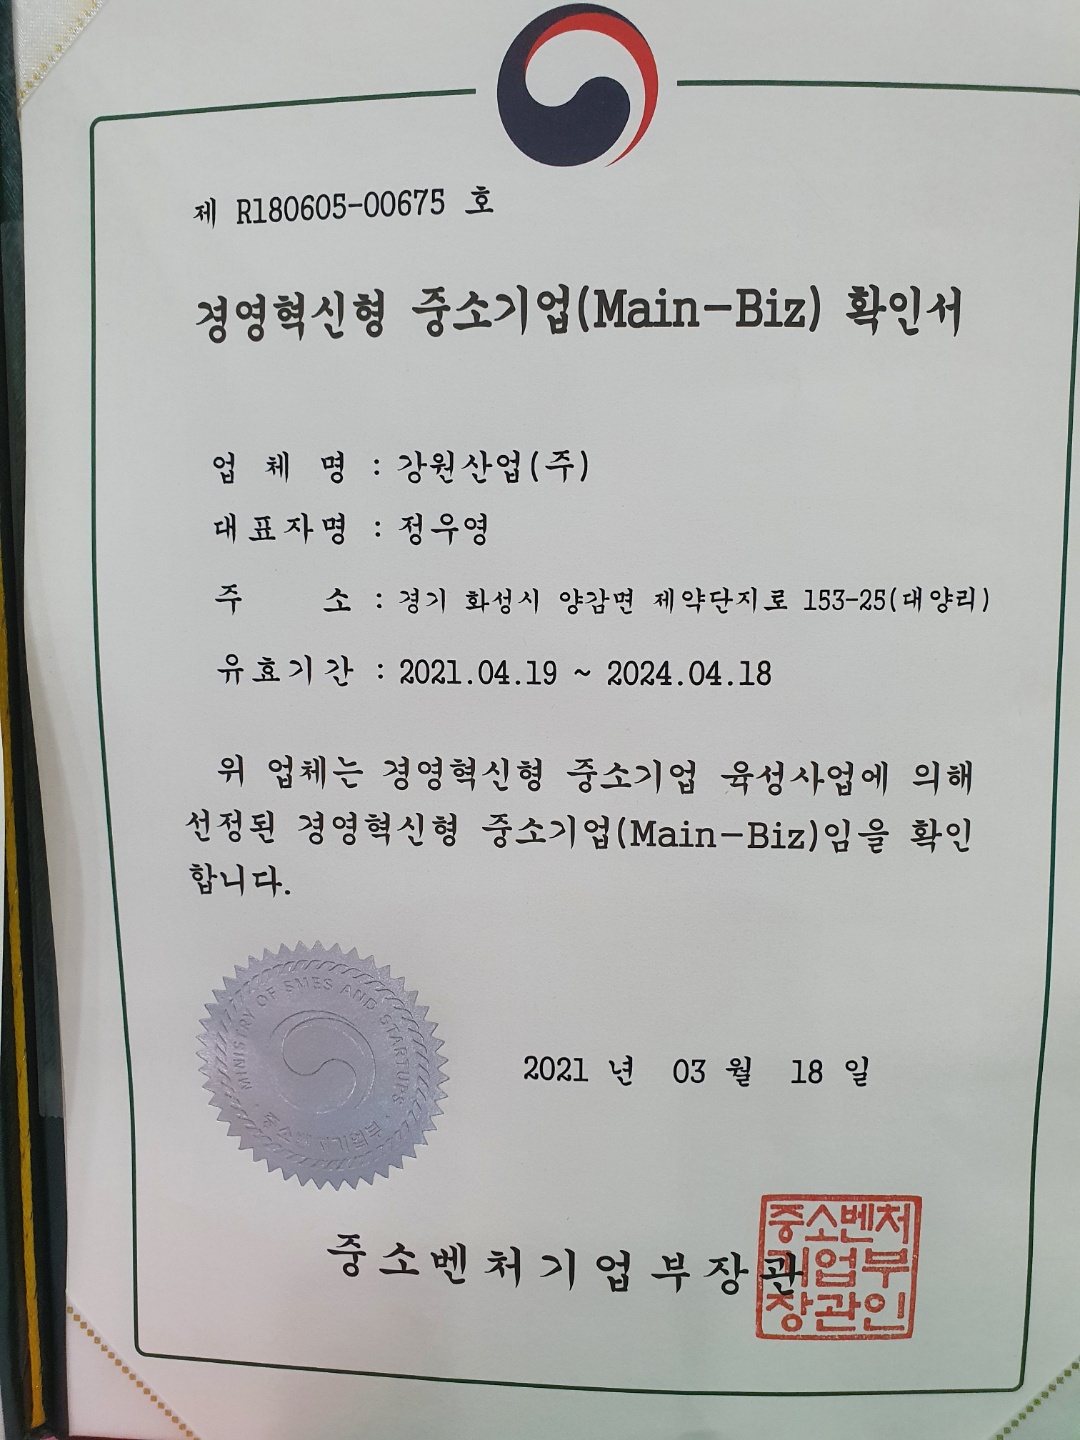 제 R180605-00675 호
경영혁신형 중소기업(Main-Biz) 확인서
업 체 명 : 강원산업(주)
대표자명 : 정우영
주 소 : 경기 화성시 양감면 제약단지로 153-25(대양리)
유효기간 : 2021.04.19 ~ 2024.04.18
위 업체는 경영혁신형 중소기업 육성사업에 의해
선정된 경영혁신형 중소기업(Main-Biz)임을 확인
합니다.
MINISTRY OF SMES AND STARTUPS
중소벤처기업부
2021 년 03 월 18 일
중소벤처기업부장관
중소벤처
기업부
장관인